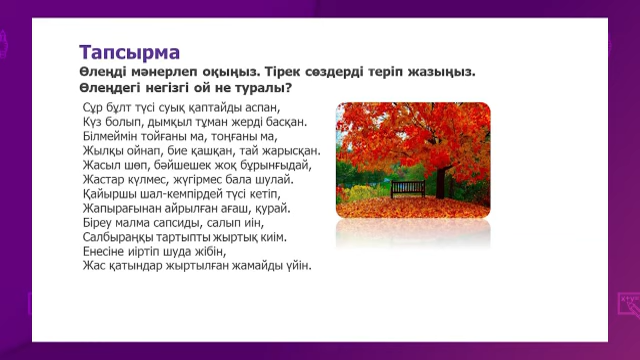 Тапсырма
Өлеңді мәнерлеп оқыңыз. Тірек сөздерді теріп жазыңыз.
Өлеңдегі негізгі ой не туралы?
Сұр бұлт түсі суық қаптайды аспан,
Күз болып, дымқыл тұман жерді басқан.
Білмеймін тойғаны ма, тоңғаны ма,
Жылқы ойнап, бие қашқан, тай жарысқан.
Жасыл шөп, бәйшешек жоқ бұрынғыдай,
Жастар күлмес, жүгірмес бала шулай.
Қайыршы шал-кемпірдей түсі кетіп,
Жапырағынан айрылған ағаш, қурай.
Біреу малма сапсиды, салып иін,
Салбыраңқы тартыпты жыртық киім.
Енесіне иіртіп шуда жібін,
Жас қатындар жыртылған жамайды үйін.